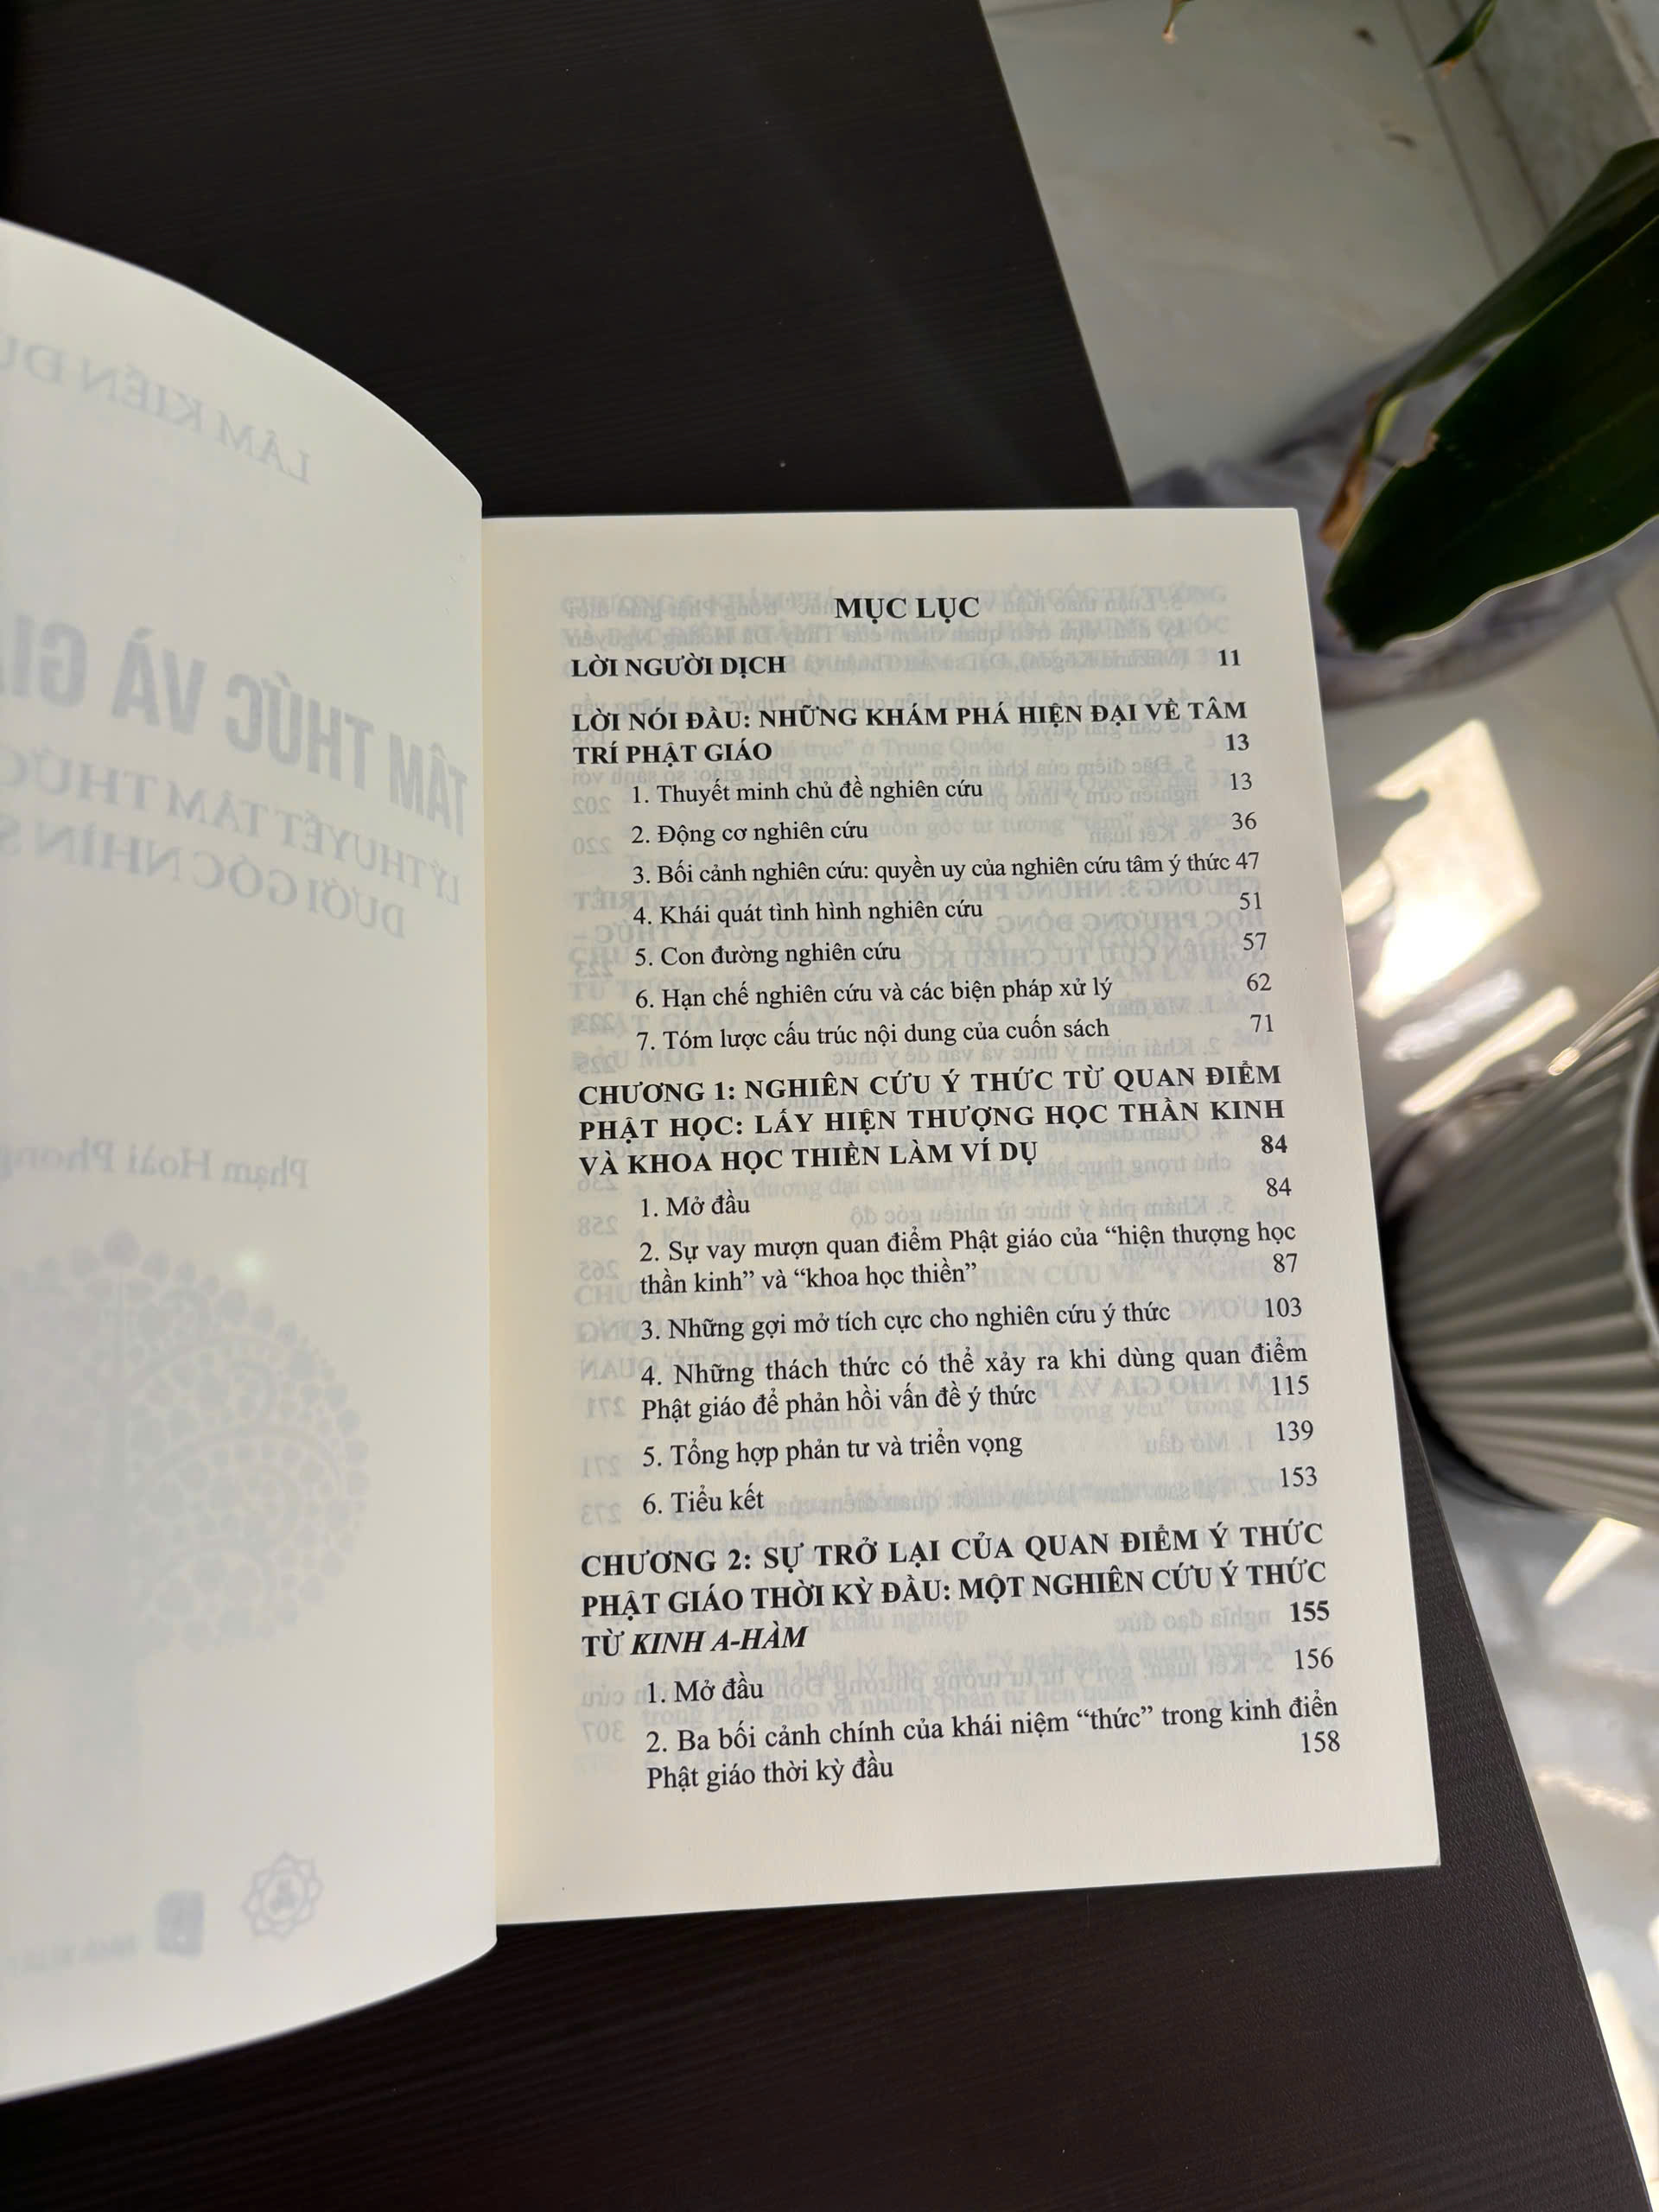 LÂM KIẾN ĐỨ
TÂM THỨC VÀ GI
LÝ THUYẾT TÂM THỨC
DƯỚI GÓC NHÌN
Phạm Hoài Phong
MỤC LỤC
LỜI NGƯỜI DỊCH 11
LỜI NÓI ĐẦU: NHỮNG KHÁM PHÁ HIỆN ĐẠI VỀ TÂM
TRÍ PHẬT GIÁO 13
1. Thuyết minh chủ đề nghiên cứu 13
2. Động cơ nghiên cứu 36
3. Bối cảnh nghiên cứu: quyền uy của nghiên cứu tâm ý thức 47
4. Khái quát tình hình nghiên cứu 51
5. Con đường nghiên cứu 57
6. Hạn chế nghiên cứu và các biện pháp xử lý 62
7. Tóm lược cấu trúc nội dung của cuốn sách 71
CHƯƠNG 1: NGHIÊN CỨU Ý THỨC TỪ QUAN ĐIỂM
PHẬT HỌC: LẤY HIỆN THƯỢNG HỌC THẦN KINH
VÀ KHOA HỌC THIỀN LÀM VÍ DỤ 84
1. Mở đầu 84
2. Sự vay mượn quan điểm Phật giáo của “hiện thượng học
thần kinh” và “khoa học thiền” 87
3. Những gợi mở tích cực cho nghiên cứu ý thức 103
4. Những thách thức có thể xảy ra khi dùng quan điểm
Phật giáo để phản hồi vấn đề ý thức 115
5. Tổng hợp phản tư và triển vọng 139
6. Tiểu kết 153
CHƯƠNG 2: SỰ TRỞ LẠI CỦA QUAN ĐIỂM Ý THỨC
PHẬT GIÁO THỜI KỲ ĐẦU: MỘT NGHIÊN CỨU Ý THỨC
TỪ KINH A-HÀM 155
1. Mở đầu 156
2. Ba bối cảnh chính của khái niệm “thức” trong kinh điển
Phật giáo thời kỳ đầu 158